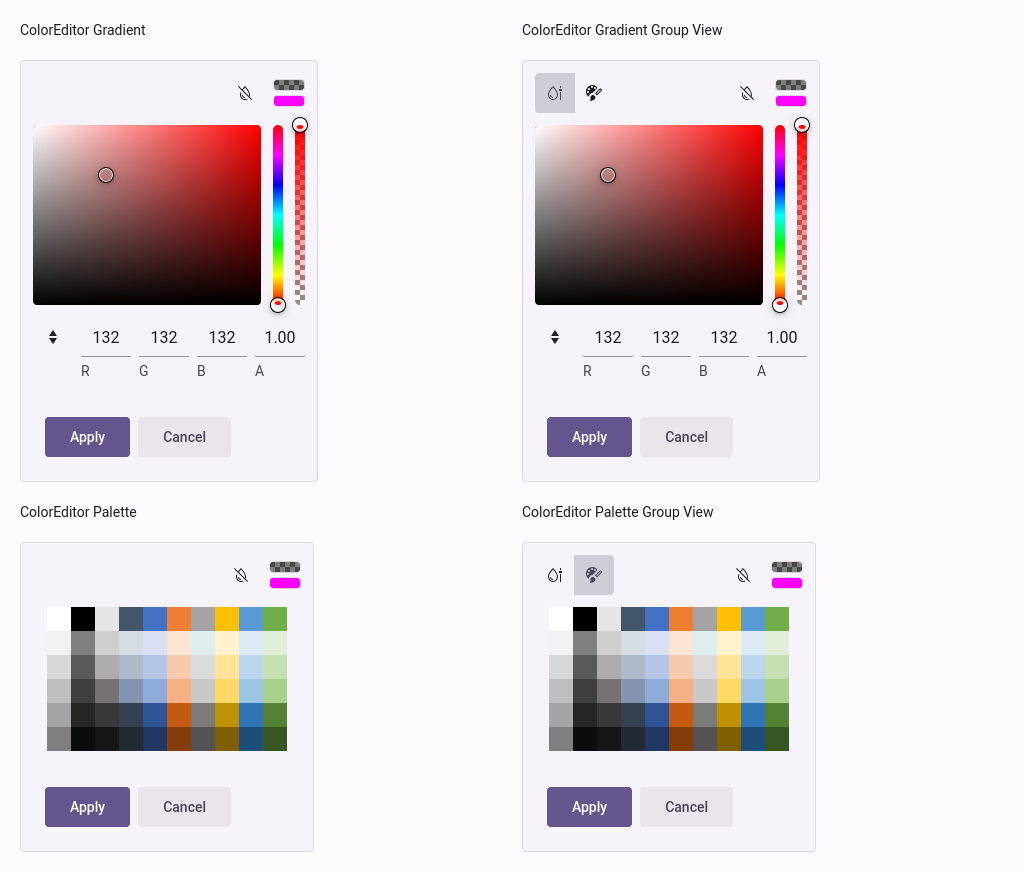 ColorEditor Gradient
ColorEditor Gradient Group View
132 132 132 1.00
R G B A
Apply Cancel
132 132 132 1.00
R G B A
Apply Cancel
ColorEditor Palette
ColorEditor Palette Group View
Apply Cancel
Apply Cancel